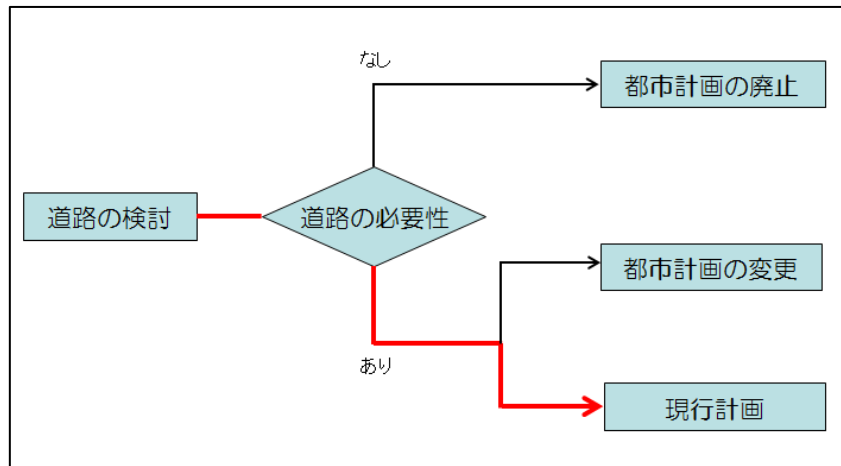 なし
都市計画の廃止
道路の検討
道路の必要性
都市計画の変更
あり
現行計画